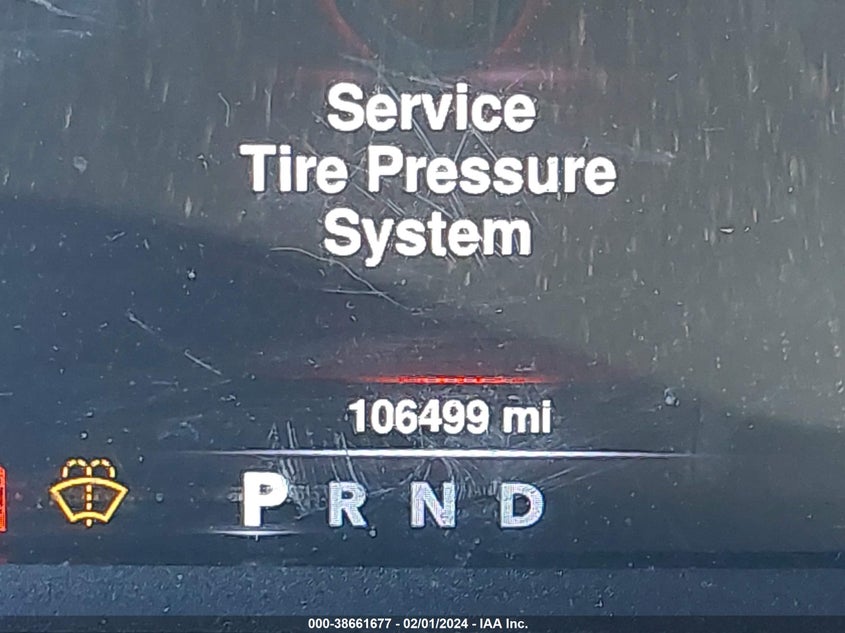 Service
Tire Pressure
System
106499 mi
P R N D
000-38661677 - 02/01/2024 - IAA Inc.